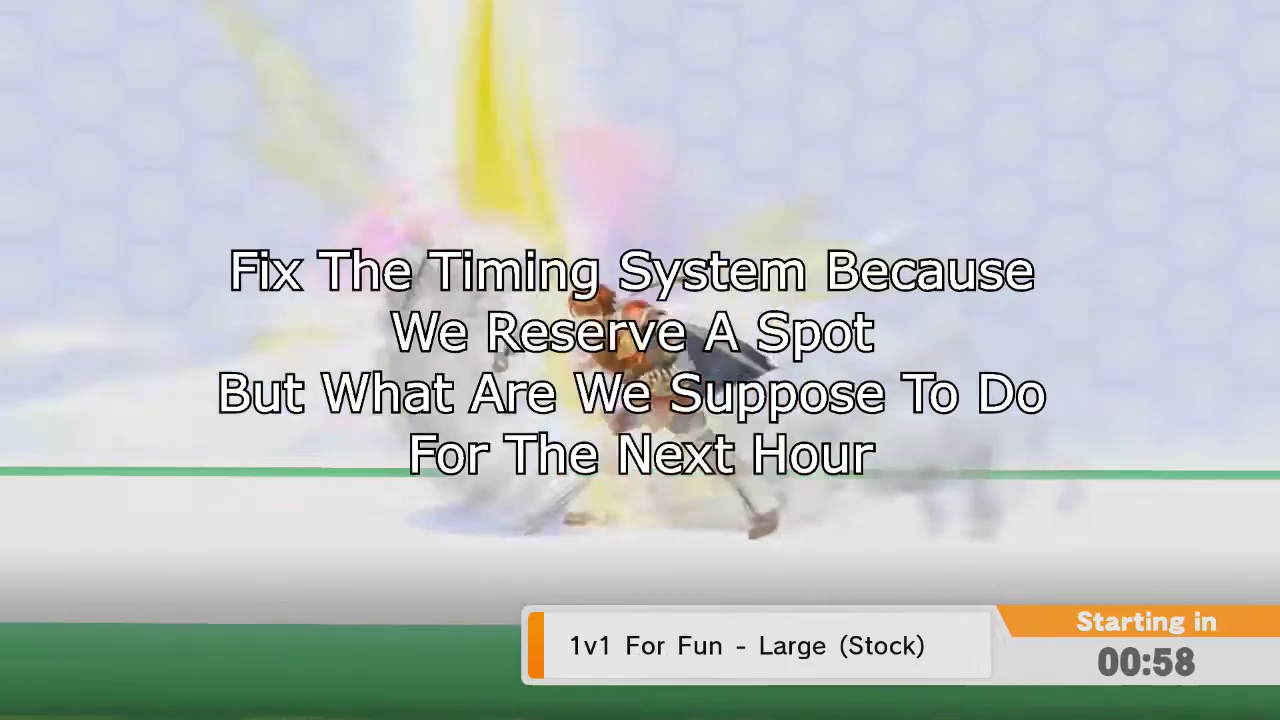 Fix The Timing System Because
We Reserve A Spot
But What Are We Suppose To Do
For The Next Hour
1v1 For Fun - Large (Stock)
Starting in
00:58